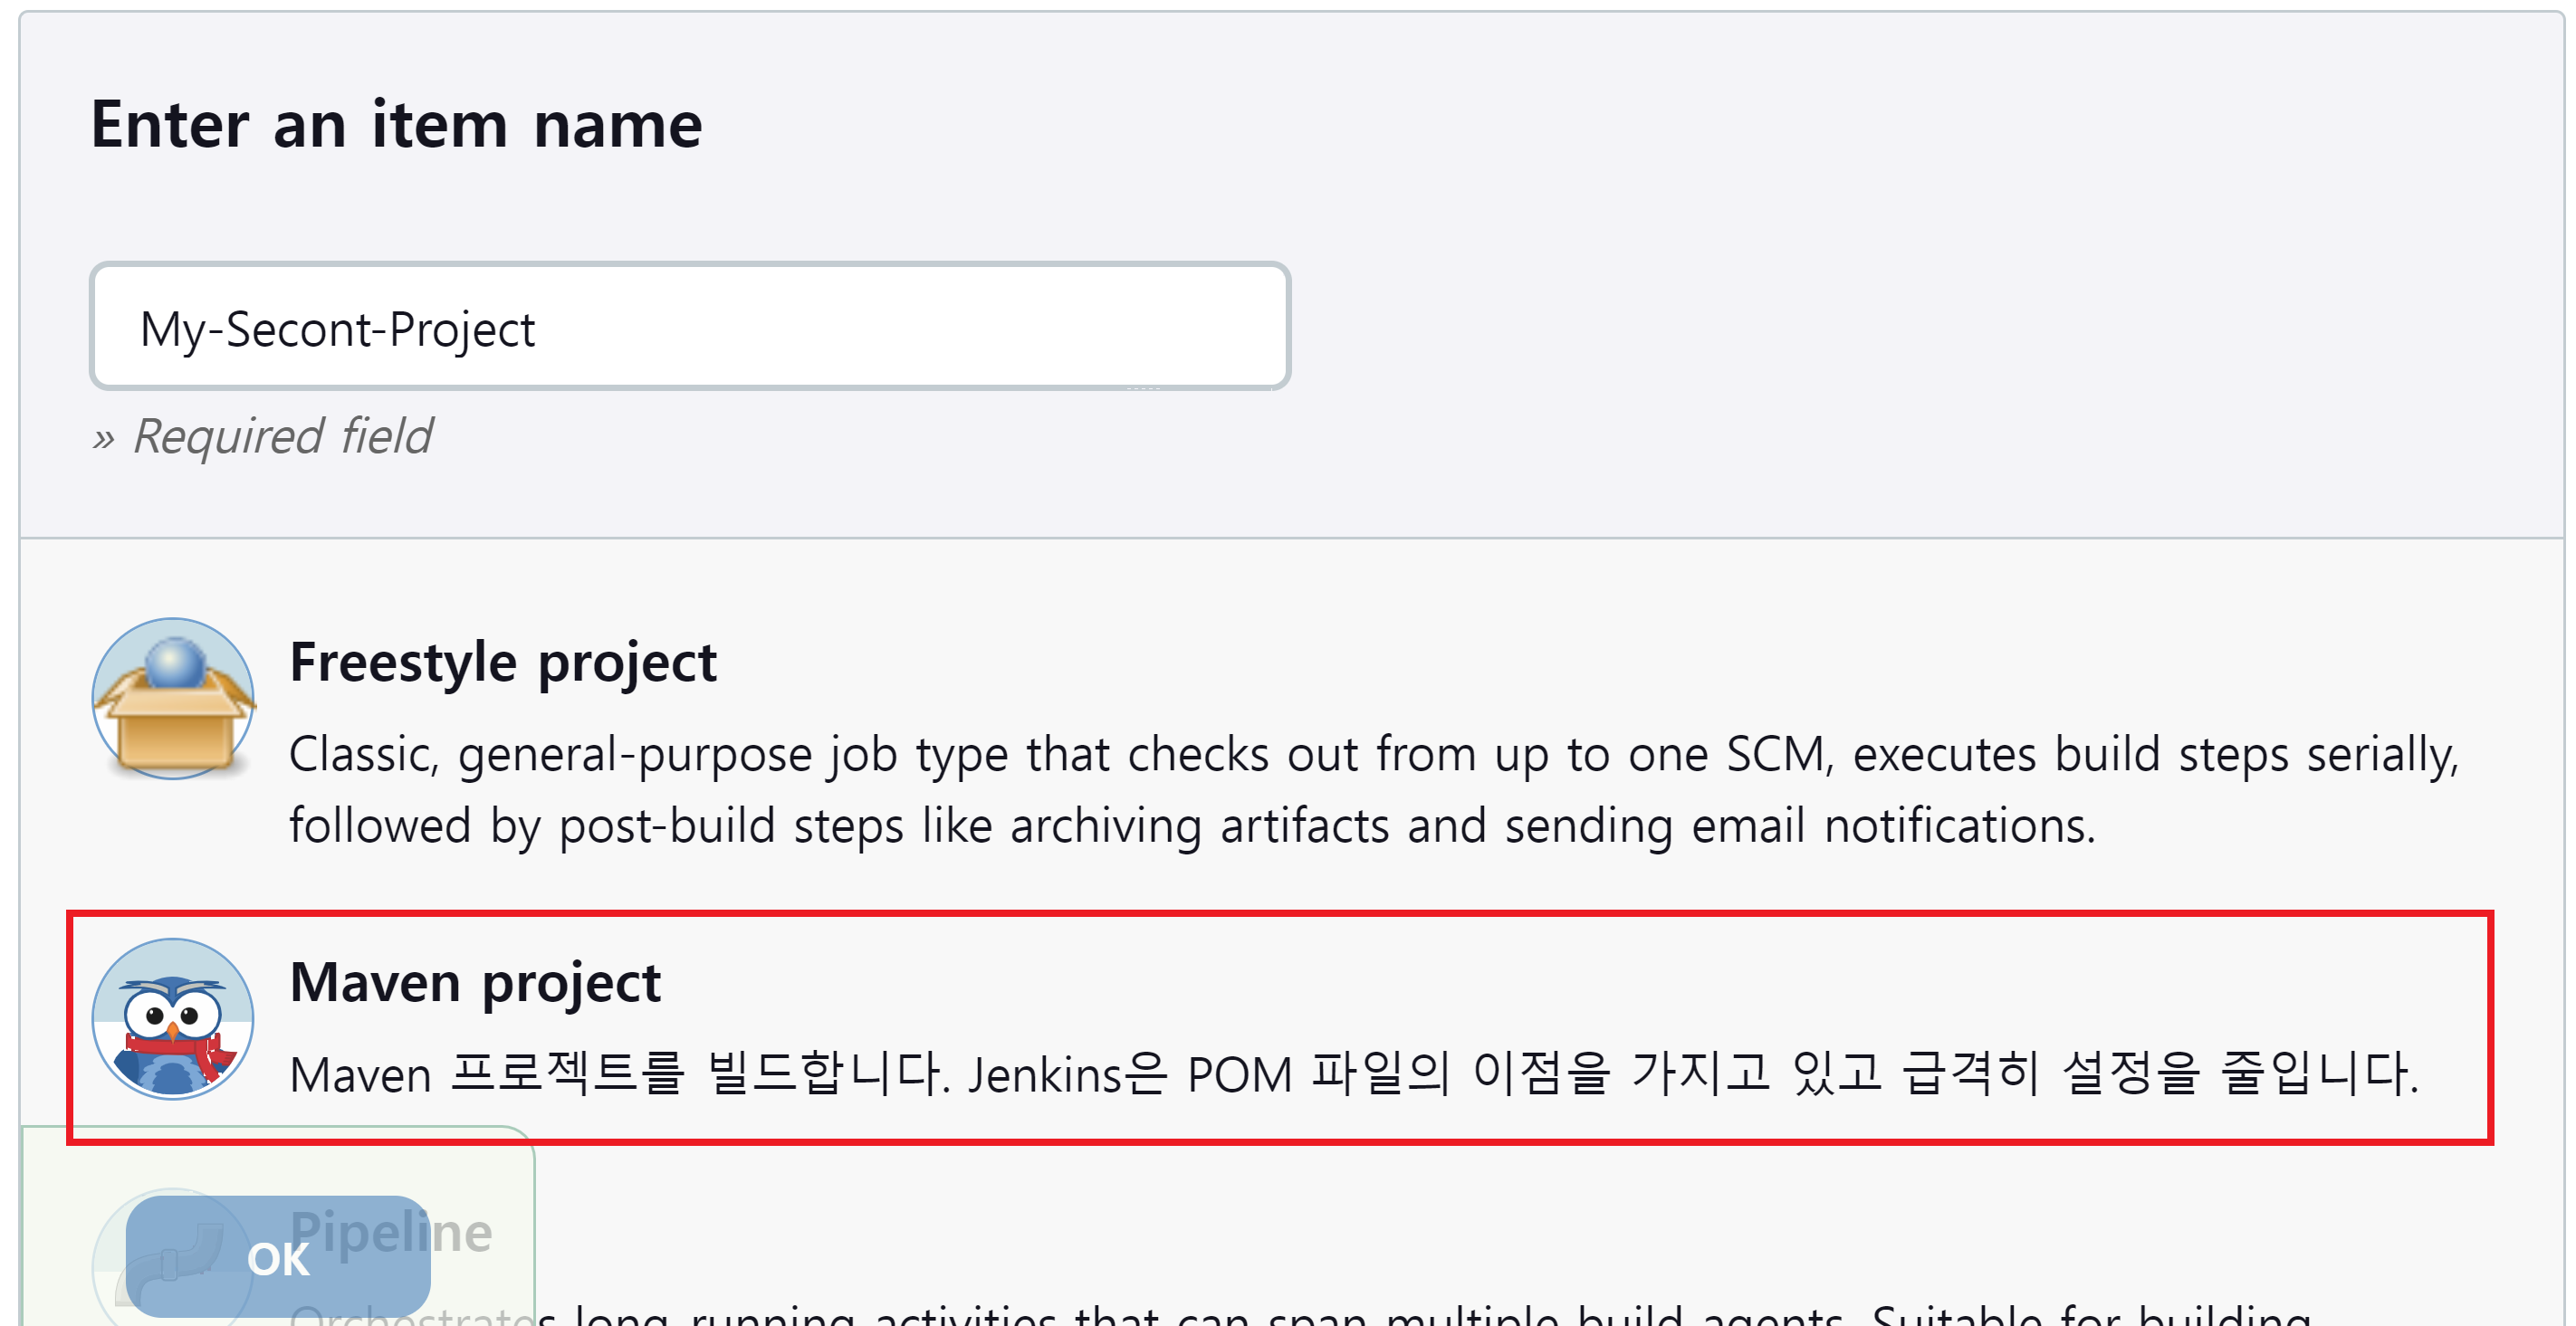 Enter an item name
My-Secont-Project
» Required field
Freestyle project
Classic, general-purpose job type that checks out from up to one SCM, executes build steps serially,
followed by post-build steps like archiving artifacts and sending email notifications.
Maven project
Maven 프로젝트를 빌드합니다. Jenkins은 POM 파일의 이점을 가지고 있고 급격히 설정을 줄입니다.
Pipeline
OK
Orchestrates long-running activities that can span multiple build agents. Suitable for building